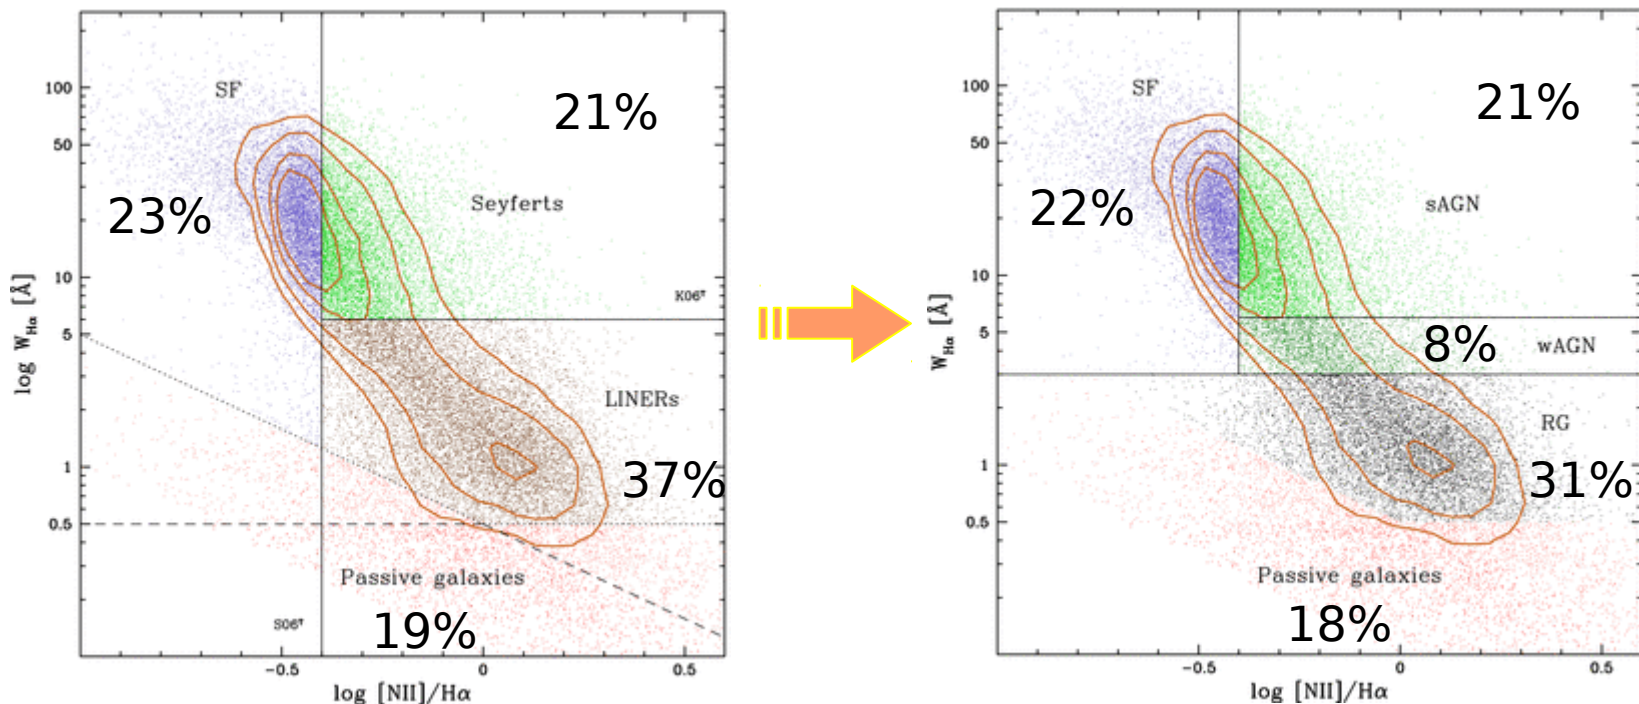 SF
21%
Seyferts
23%
K06ᵀ
LINERs
37%
Passive galaxies
19%
S06ᵀ
100
50
10
5
1
0.5
log W_Hα [Å]
−0.5
0
0.5
log [NII]/Hα
SF
21%
sAGN
22%
8%
wAGN
RG
31%
Passive galaxies
18%
100
50
10
5
1
0.5
W_Hα [Å]
−0.5
0
0.5
log [NII]/Hα